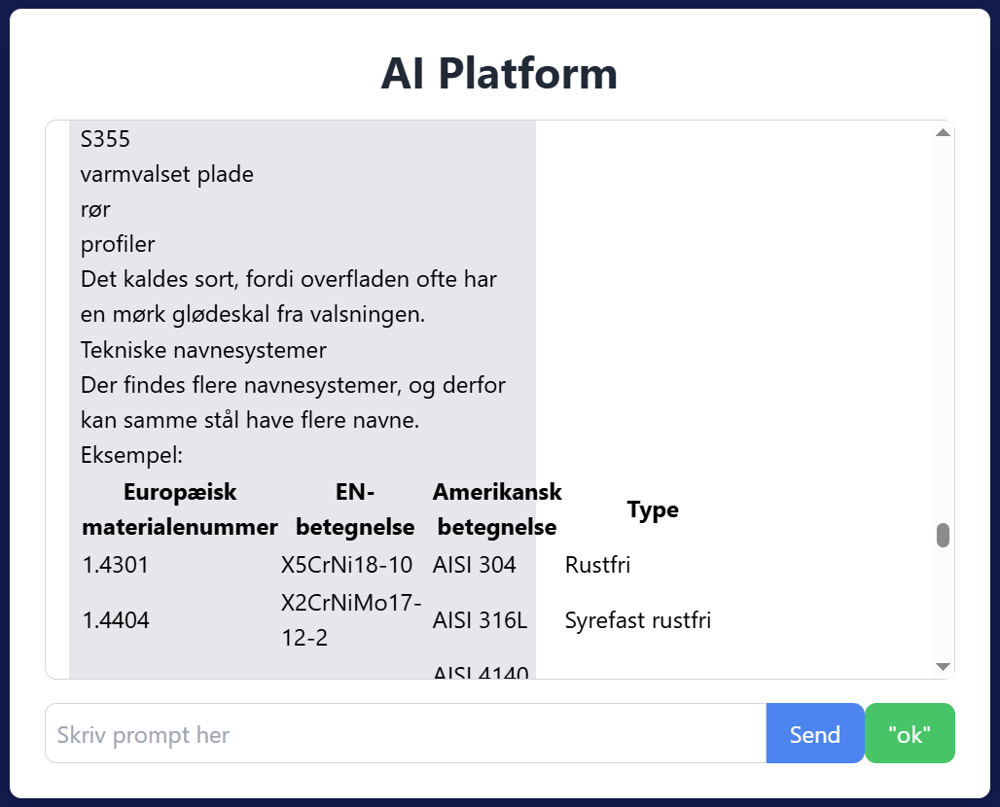 AI Platform
S355
varmvalset plade
rør
profiler
Det kaldes sort, fordi overfladen ofte har
en mørk glødeskal fra valsningen.
Tekniske navnesystemer
Der findes flere navnesystemer, og derfor
kan samme stål have flere navne.
Eksempel:
Europæisk materialenummer EN-betegnelse Amerikansk betegnelse Type
1.4301 X5CrNi18-10 AISI 304 Rustfri
1.4404 X2CrNiMo17-12-2 AISI 316L Syrefast rustfri
AISI 4140
Skriv prompt her Send "ok"